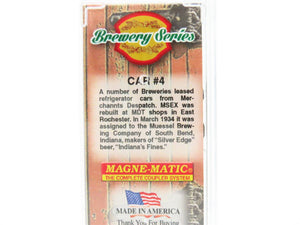 Brewery Series
CAR #4
A number of Breweries leased
refrigerator cars from Mer-
channts Despatch. MSEX was
rebuilt at MDT shops in East
Rochester. In March 1934 it was
assigned to the Muessel Brew-
ing Company of South Bend,
Indiana, makers of "Silver Edge"
beer, "Indiana's Fines."
MAGNE-MATIC®
THE COMPLETE COUPLER SYSTEM
MADE IN AMERICA
Thank You For Buying